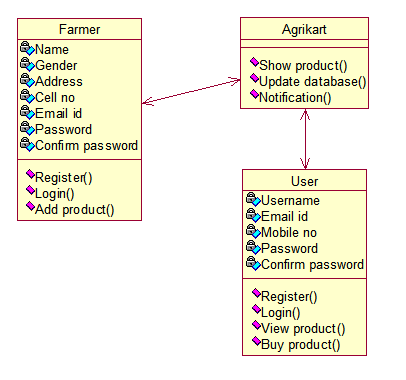 Farmer
Name
Gender
Address
Cell no
Email id
Password
Confirm password
Register()
Login()
Add product()
Agrikart
Show product()
Update database()
Notification()
User
Username
Email id
Mobile no
Password
Confirm password
Register()
Login()
View product()
Buy product()